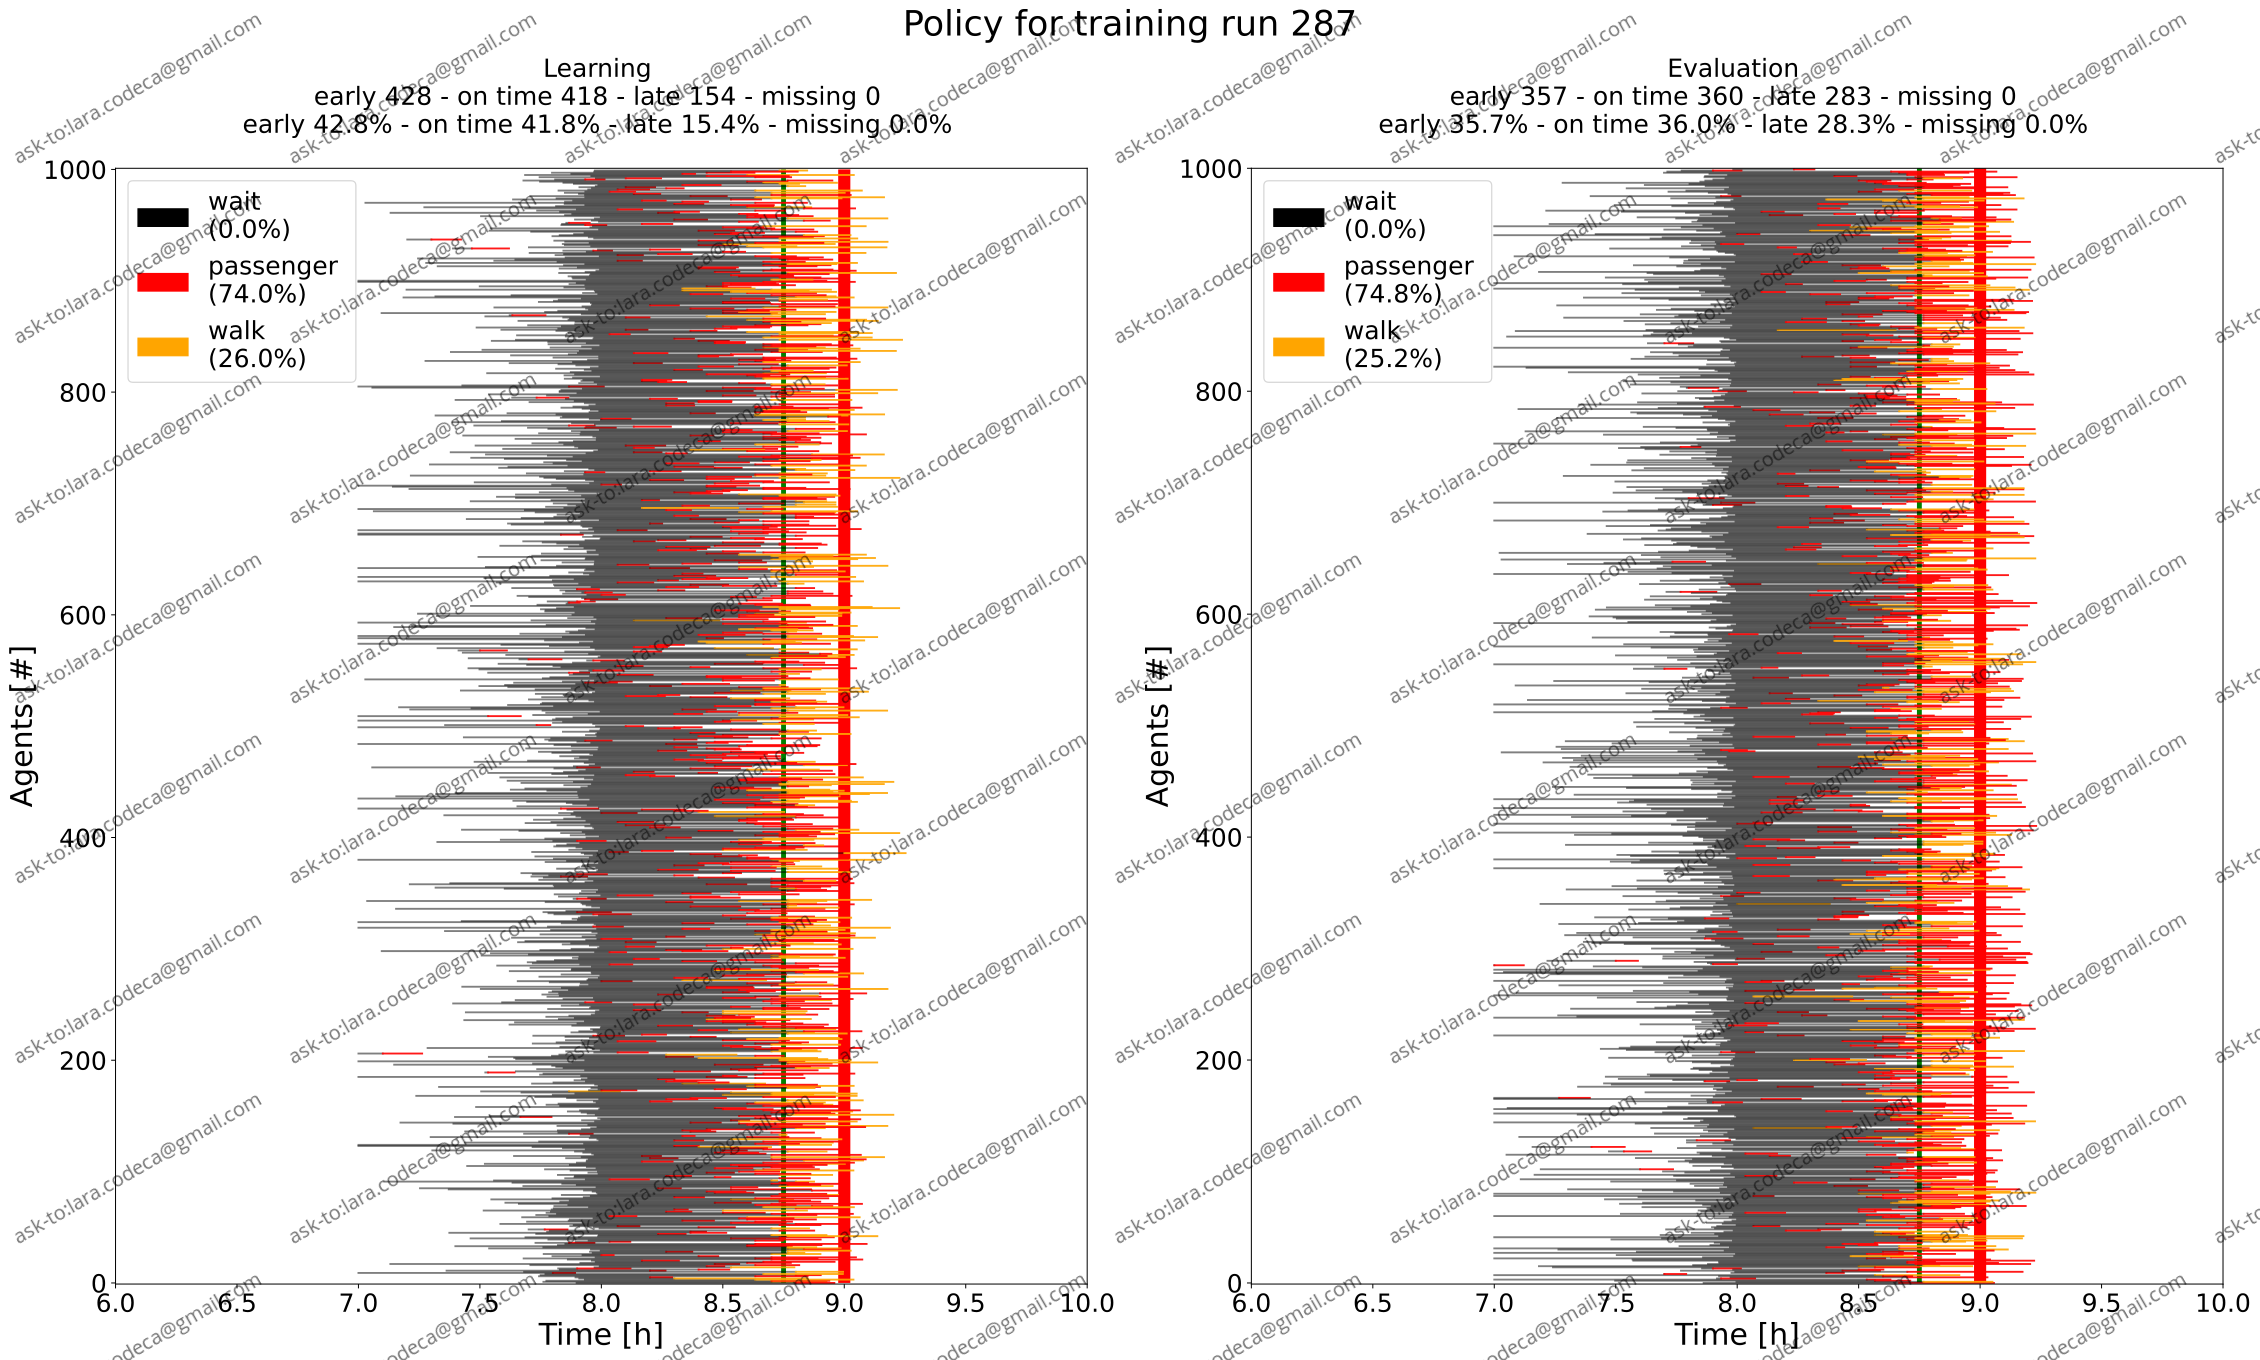 Policy for training run 287
Learning
early 428 - on time 418 - late 154 - missing 0
early 42.8% - on time 41.8% - late 15.4% - missing 0.0%
wait
(0.0%)
passenger
(74.0%)
walk
(26.0%)
Agents [#]
1000
800
600
400
200
0
6.0 6.5 7.0 7.5 8.0 8.5 9.0 9.5 10.0
Time [h]
Evaluation
early 357 - on time 360 - late 283 - missing 0
early 35.7% - on time 36.0% - late 28.3% - missing 0.0%
wait
(0.0%)
passenger
(74.8%)
walk
(25.2%)
Agents [#]
1000
800
600
400
200
0
6.0 6.5 7.0 7.5 8.0 8.5 9.0 9.5 10.0
Time [h]
ask-to:lara.codeca@gmail.com